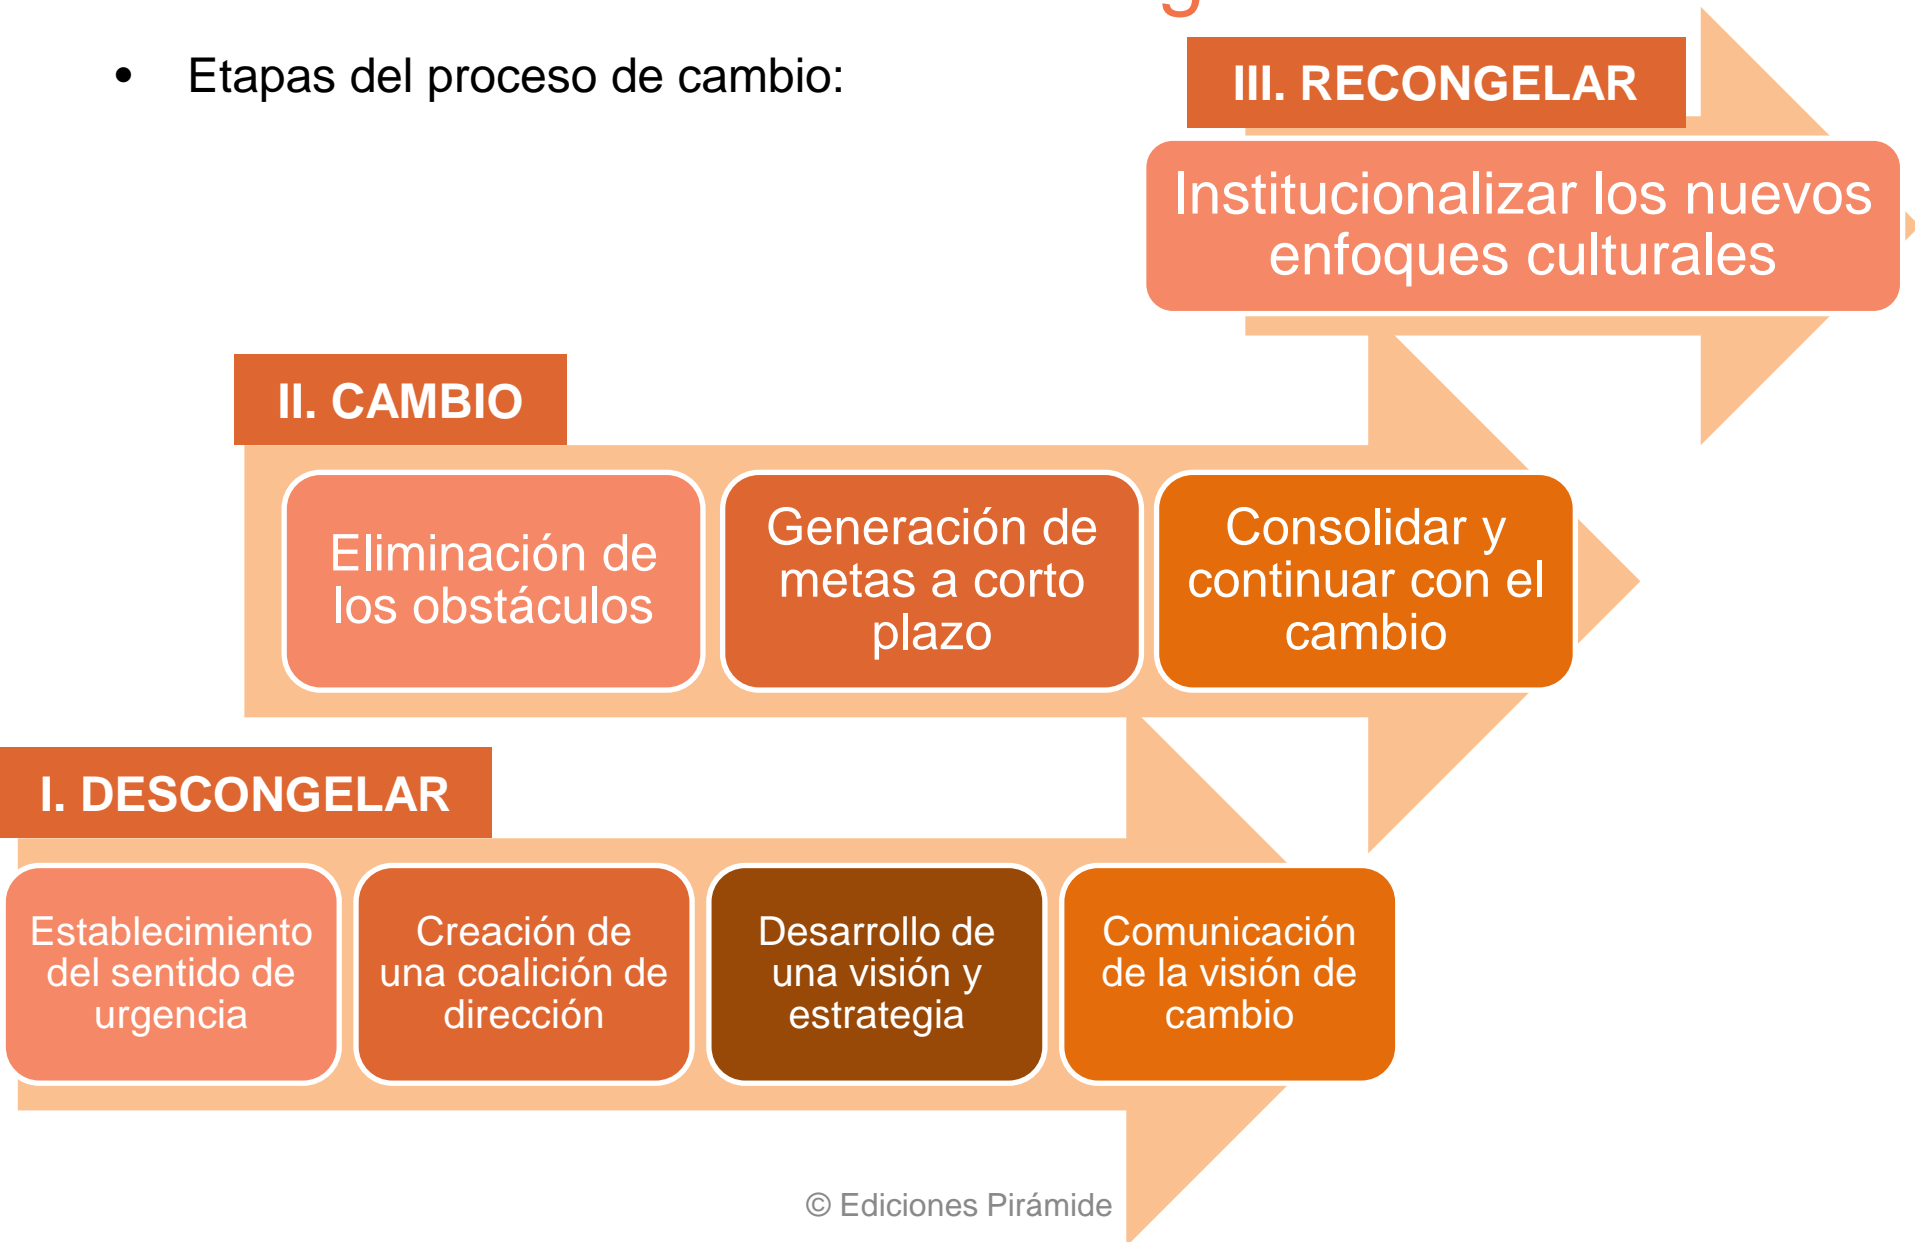 • Etapas del proceso de cambio:
III. RECONGELAR
Institucionalizar los nuevos
enfoques culturales
II. CAMBIO
Eliminación de
los obstáculos
Generación de
metas a corto
plazo
Consolidar y
continuar con el
cambio
I. DESCONGELAR
Establecimiento
del sentido de
urgencia
Creación de
una coalición de
dirección
Desarrollo de
una visión y
estrategia
Comunicación
de la visión de
cambio
© Ediciones Pirámide